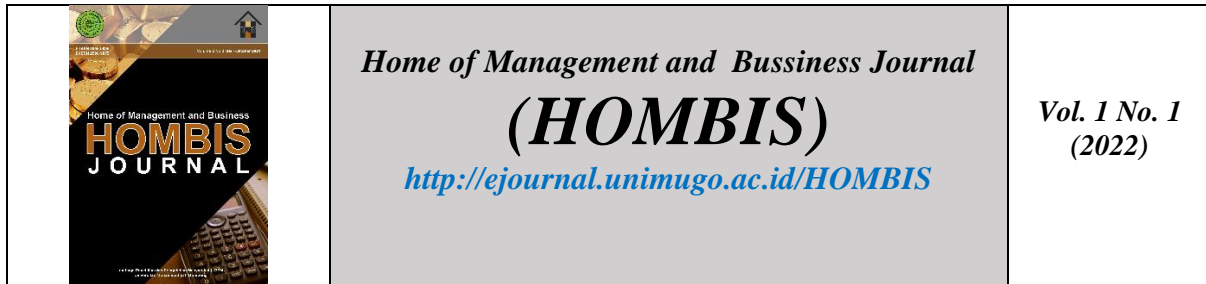 Home of Management and Business
HOMBIS
JOURNAL
Home of Management and Bussiness Journal
(HOMBIS)
http://ejournal.unimugo.ac.id/HOMBIS
Vol. 1 No. 1
(2022)